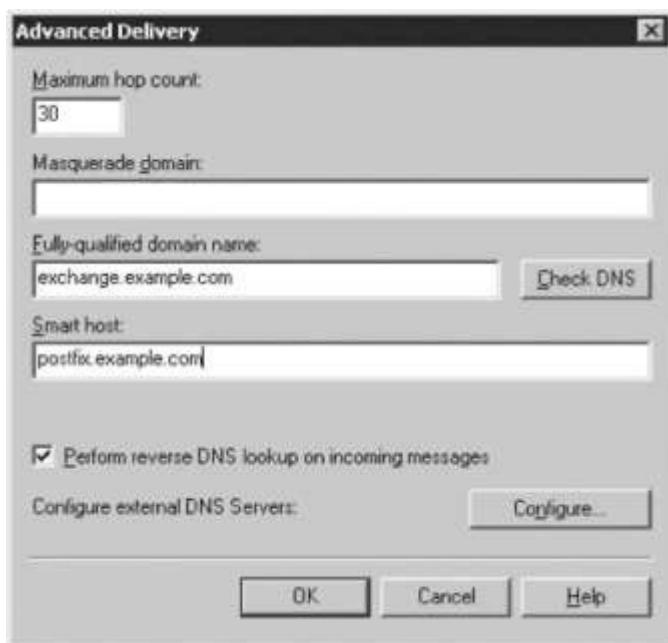 Advanced Delivery
Maximum hop count:
30
Masquerade domain:
Fully-qualified domain name:
exchange.example.com
Check DNS
Smart host:
postfix.example.com
Perform reverse DNS lookup on incoming messages
Configure external DNS Servers:
Configure...
OK
Cancel
Help